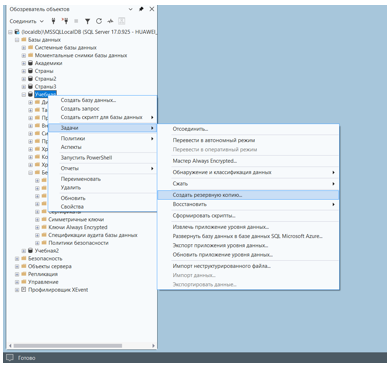 Обозреватель объектов
Соединить
(localdb)\MSSQLLocalDB (SQL Server 17.0.925 - HUAWEI_
Базы данных
Системные базы данных
Моментальные снимки базы данных
Академики
Страны
Страны2
Страны3
Учебная
Создать базу данных...
Создать запрос
Создать скрипт для базы данных
Задачи
Политики
Аспекты
Запустить PowerShell
Отчеты
Переименовать
Удалить
Обновить
Свойства
Отсоединить...
Перевести в автономный режим
Перевести в оперативный режим
Мастер Always Encrypted...
Обнаружение и классификация данных
Сжать
Создать резервную копию...
Восстановить
Сформировать скрипты...
Извлечь приложение уровня данных...
Развернуть базу данных в базе данных SQL Microsoft Azure...
Экспорт приложения уровня данных...
Обновить приложение уровня данных...
Импорт неструктурированного файла...
Импорт данных...
Экспортировать данные...
Сертификаты
Симметричные ключи
Ключи Always Encrypted
Спецификации аудита базы данных
Политики безопасности
Учебная2
Безопасность
Объекты сервера
Репликация
Управление
Профилировщик XEvent
Готово